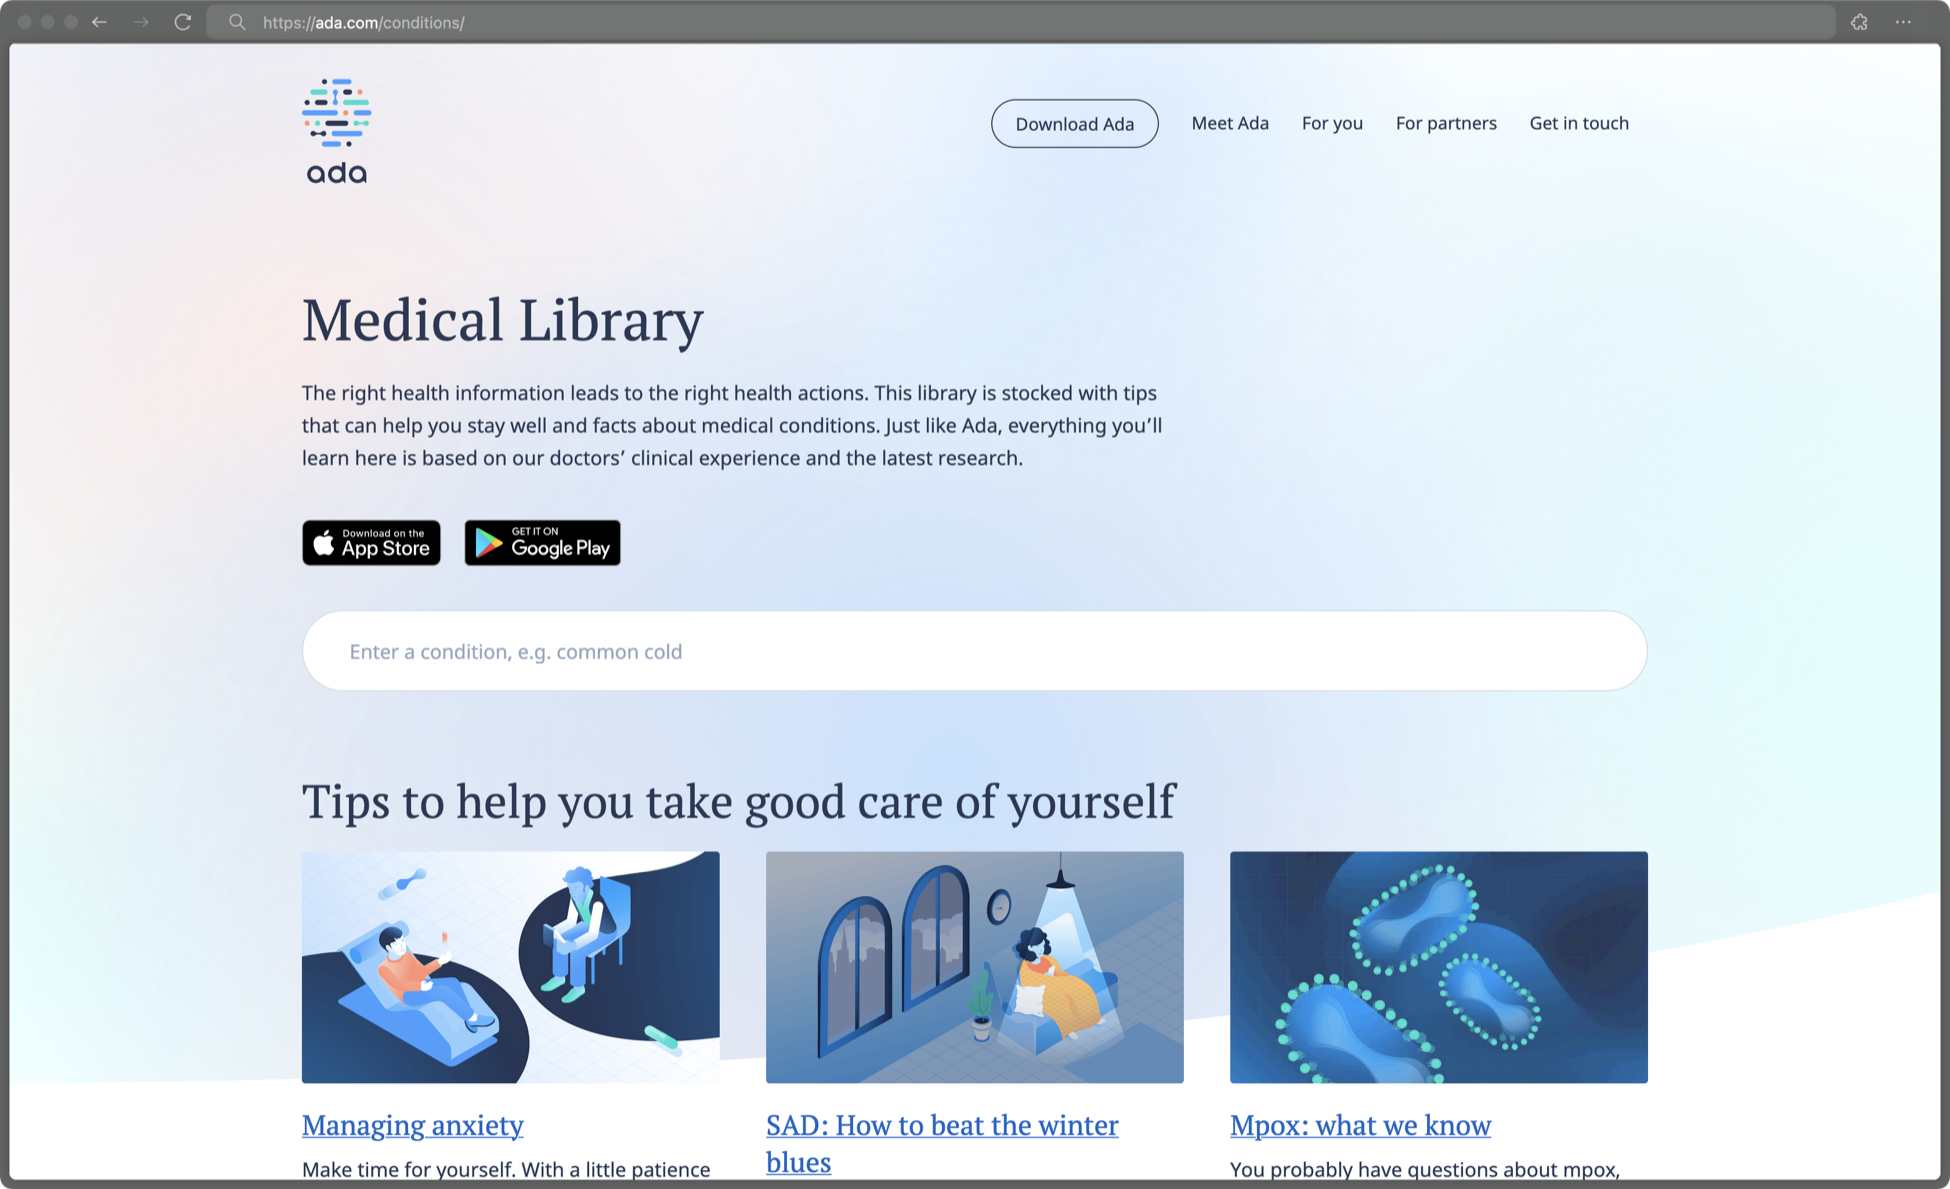 https://ada.com/conditions/
ada
Download Ada
Meet Ada
For you
For partners
Get in touch
Medical Library
The right health information leads to the right health actions. This library is stocked with tips
that can help you stay well and facts about medical conditions. Just like Ada, everything you’ll
learn here is based on our doctors’ clinical experience and the latest research.
Download on the
App Store
GET IT ON
Google Play
Enter a condition, e.g. common cold
Tips to help you take good care of yourself
Managing anxiety
Make time for yourself. With a little patience
SAD: How to beat the winter
blues
Mpox: what we know
You probably have questions about mpox,